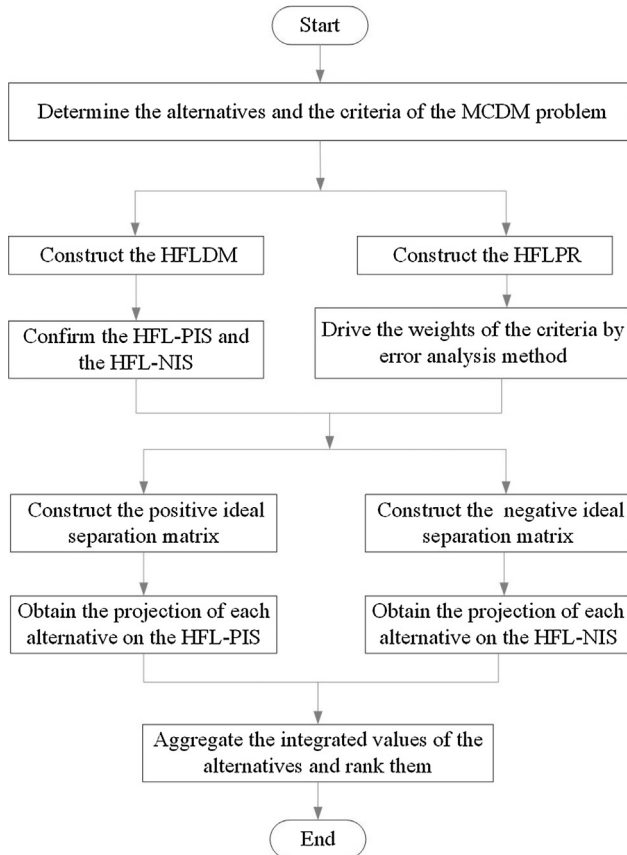 Start
Determine the alternatives and the criteria of the MCDM problem
Construct the HFLDM
Construct the HFLPR
Confirm the HFL-PIS and
the HFL-NIS
Drive the weights of the criteria by
error analysis method
Construct the positive ideal
separation matrix
Construct the negative ideal
separation matrix
Obtain the projection of each
alternative on the HFL-PIS
Obtain the projection of each
alternative on the HFL-NIS
Aggregate the integrated values of the
alternatives and rank them
End